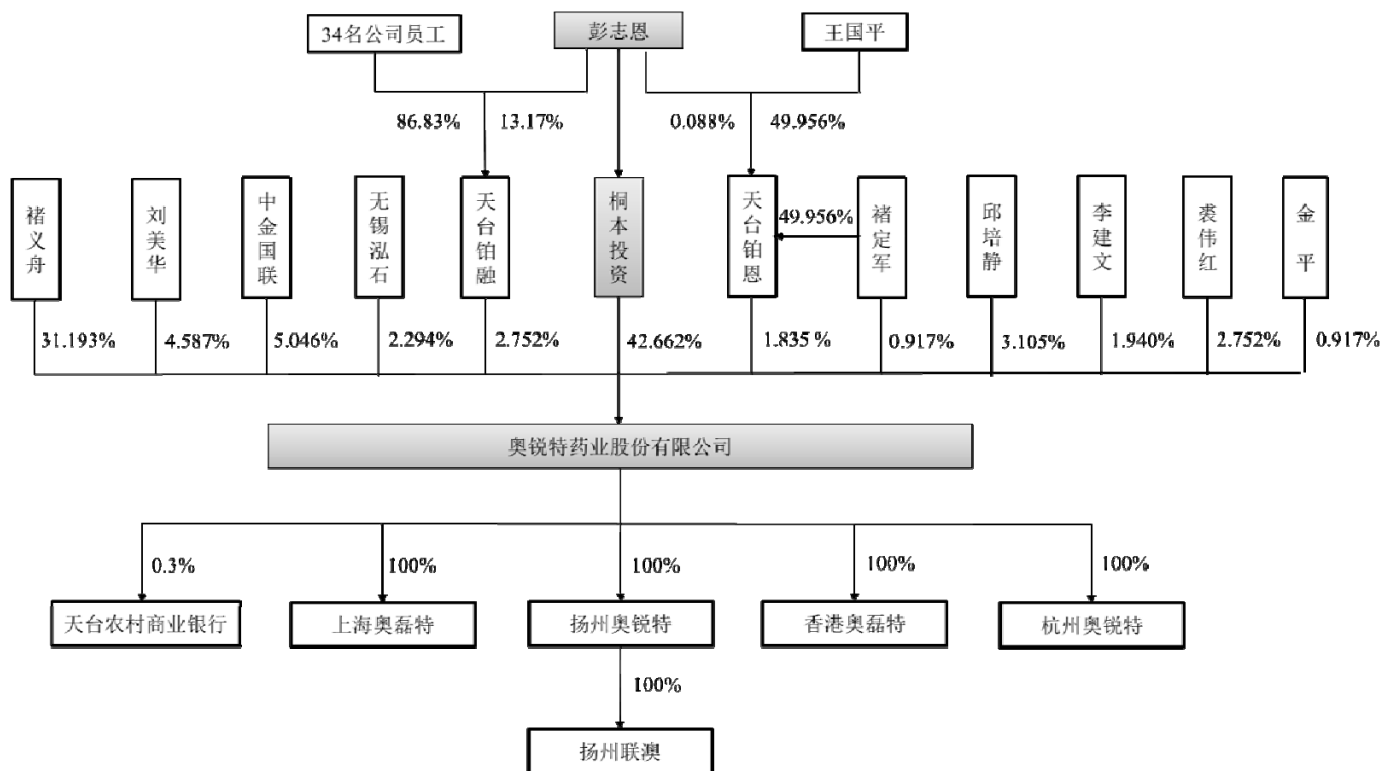 34名公司员工
彭志恩
王国平
86.83%
13.17%
0.088%
49.956%
褚义舟
刘美华
中金国联
无锡泓石
天台铂融
桐本投资
天台铂恩
49.956%
褚定军
邱培静
李建文
裘伟红
金平
31.193%
4.587%
5.046%
2.294%
2.752%
42.662%
1.835 %
0.917%
3.105%
1.940%
2.752%
0.917%
奥锐特药业股份有限公司
0.3%
100%
100%
100%
100%
天台农村商业银行
上海奥磊特
扬州奥锐特
香港奥磊特
杭州奥锐特
100%
扬州联澳